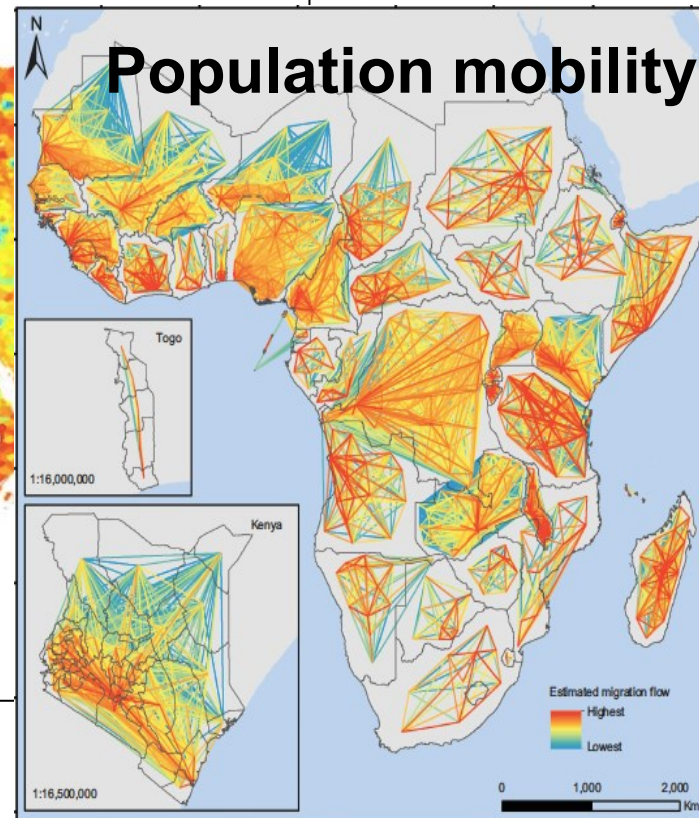 N
Population mobility
Togo
1:16,000,000
Kenya
1:16,500,000
Estimated migration flow
Highest
Lowest
0 1,000 2,000
Km